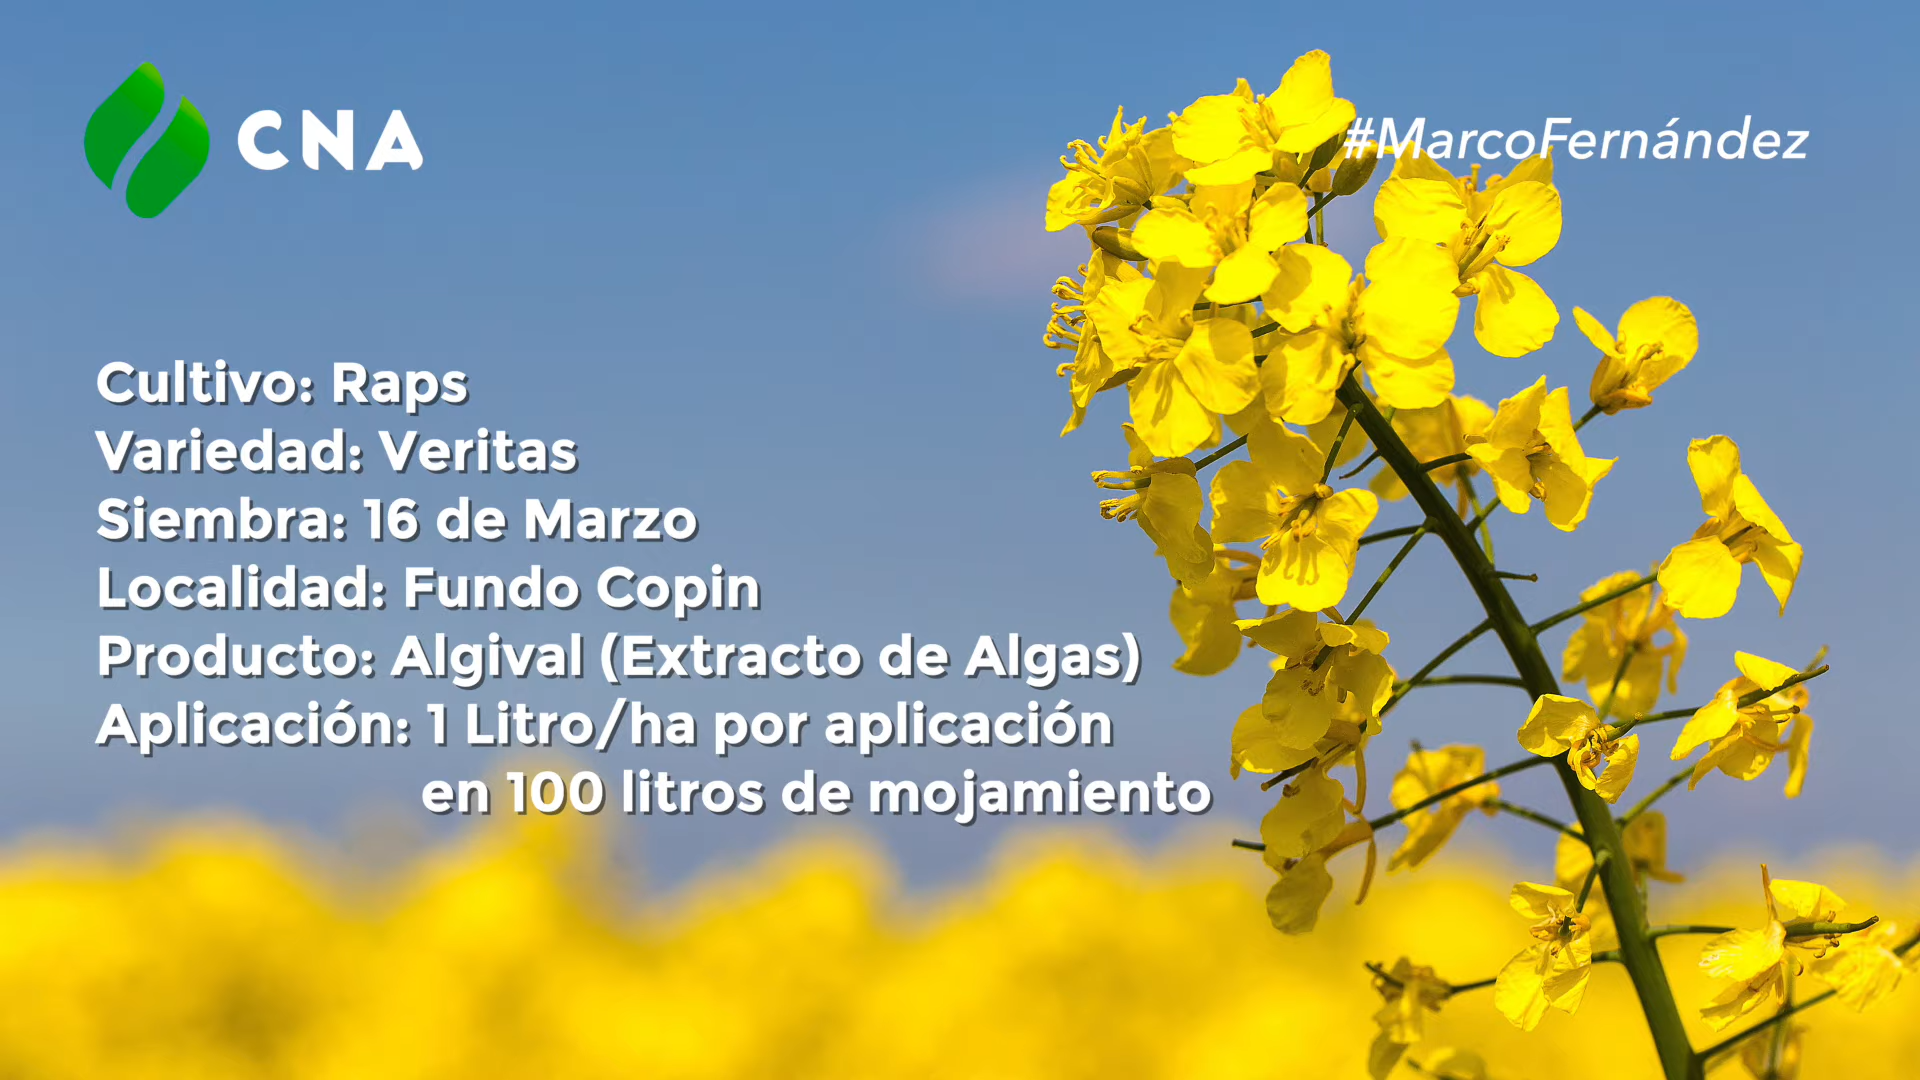 CNA
#MarcoFernández
Cultivo: Raps
Variedad: Veritas
Siembra: 16 de Marzo
Localidad: Fundo Copin
Producto: Algival (Extracto de Algas)
Aplicación: 1 Litro/ha por aplicación
en 100 litros de mojamiento